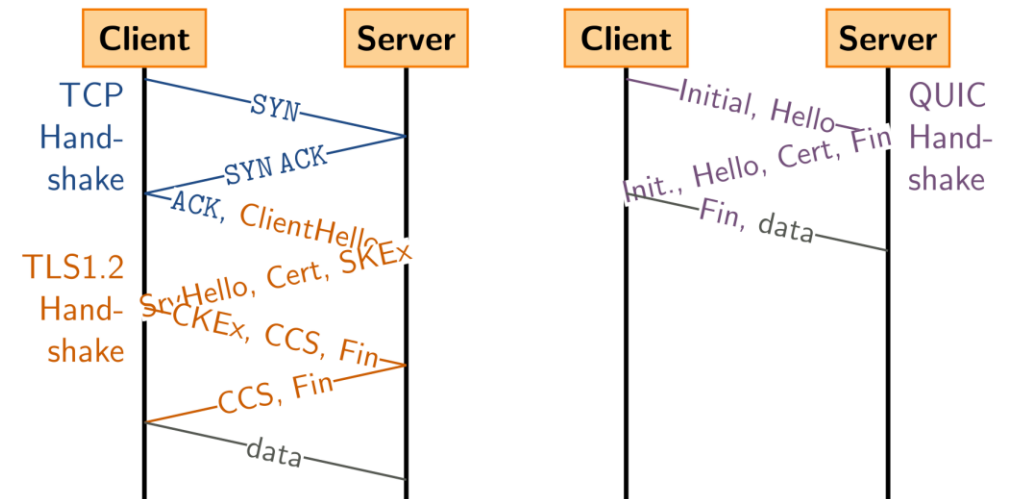 Client
Server
TCP
Hand-
shake
SYN
SYN ACK
ACK, ClientHello
TLS1.2
Hand-
shake
SrvHello, Cert, SKEx
CKEx, CCS, Fin
CCS, Fin
data
Client
Server
QUIC
Hand-
shake
Initial, Hello
Init., Hello, Cert, Fin
Fin, data